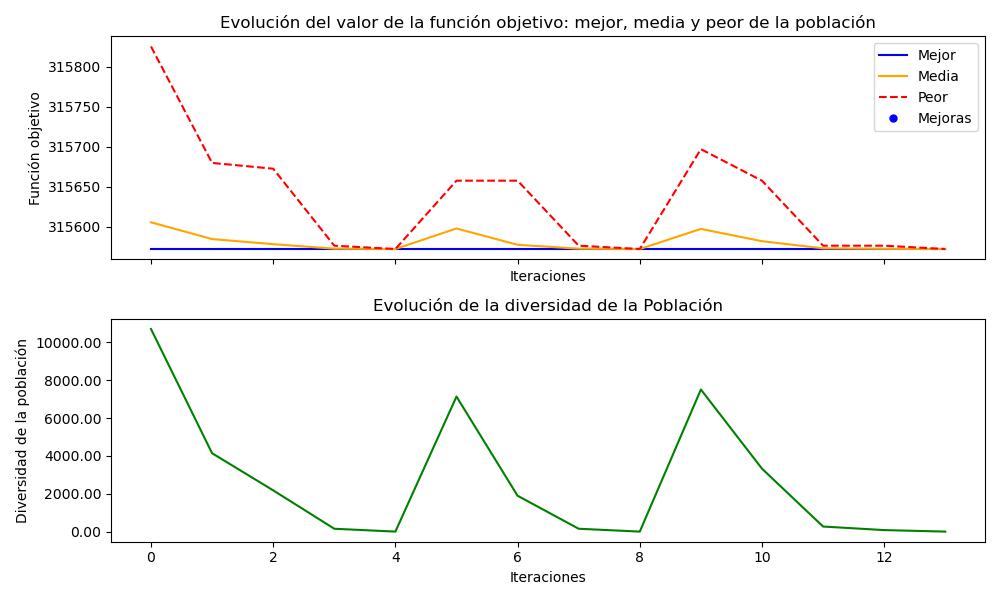 Evolución del valor de la función objetivo: mejor, media y peor de la población
Función objetivo
315800
315750
315700
315650
315600
Mejor
Media
Peor
Mejoras
Iteraciones
Evolución de la diversidad de la Población
Diversidad de la población
10000.00
8000.00
6000.00
4000.00
2000.00
0.00
0 2 4 6 8 10 12
Iteraciones